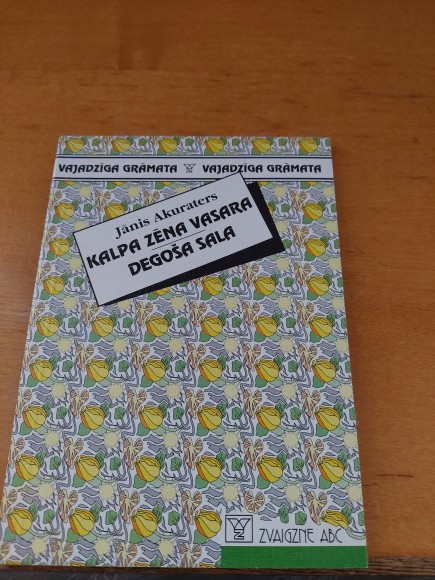 VAJADZĪGA GRĀMATA VAJADZĪGA GRĀMATA
Jānis Akuraters
KALPA ZĒNA VASARA
DEGOŠA SALA
ZVAIGZNE ABC